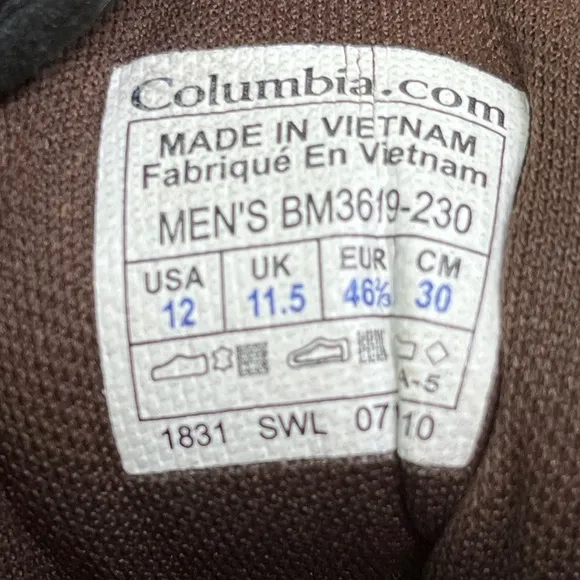 Columbia.com
MADE IN VIETNAM
Fabriqué En Vietnam
MEN'S BM3619-230
USA UK EUR CM
12 11.5 46⅔ 30
A-5
1831 SWL 07 10